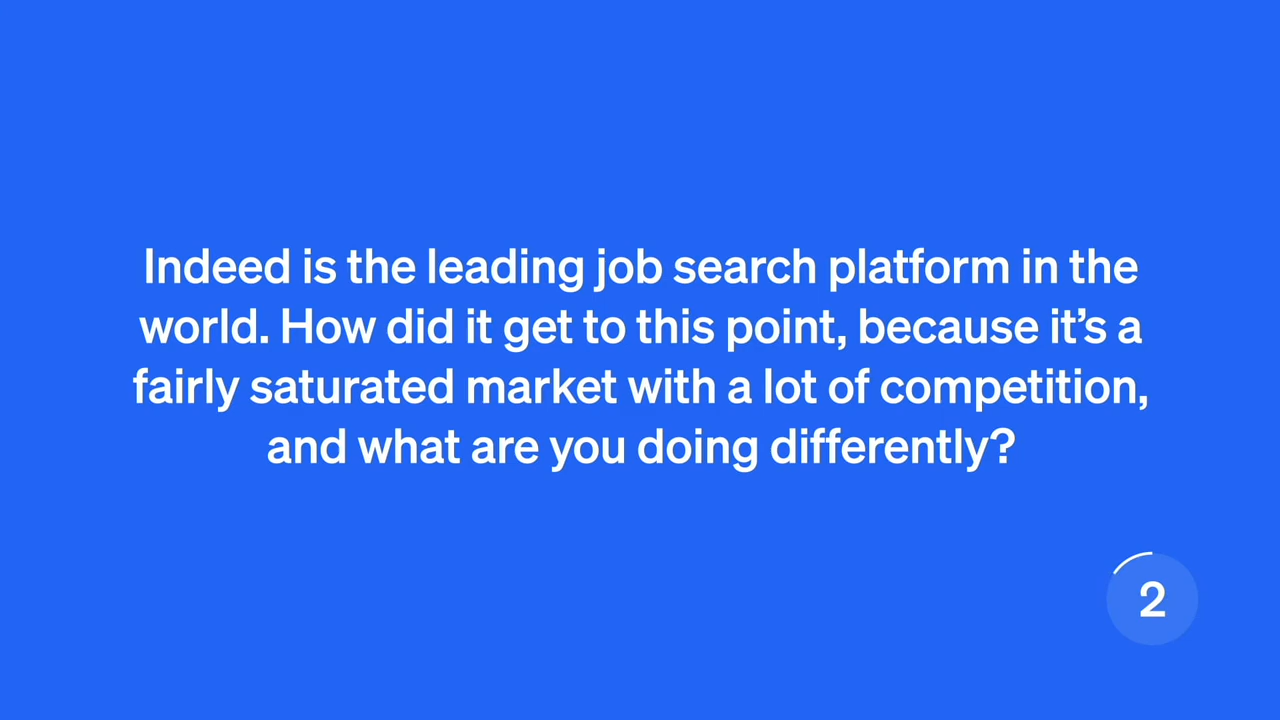 Indeed is the leading job search platform in the
world. How did it get to this point, because it’s a
fairly saturated market with a lot of competition,
and what are you doing differently?
2